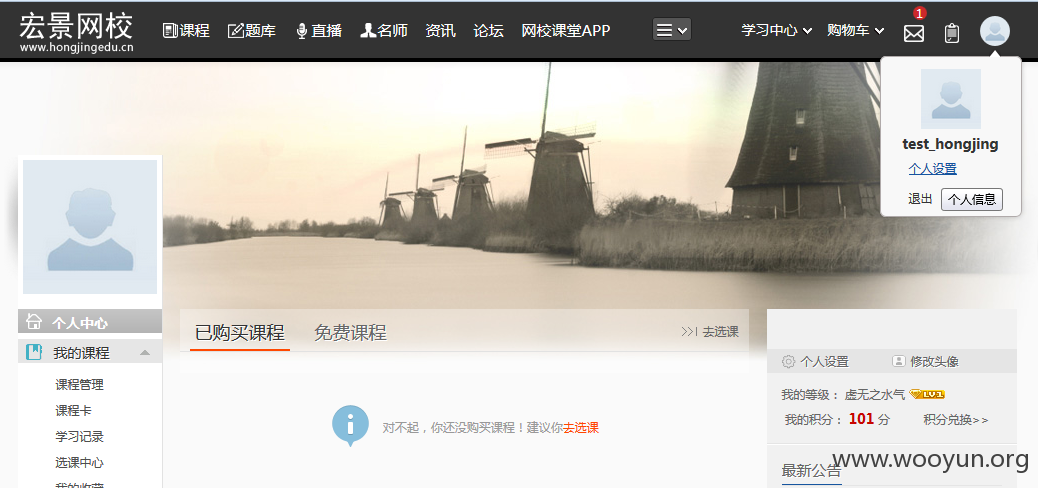 宏景网校
www.hongjingedu.cn
课程 题库 直播 名师 资讯 论坛 网校课堂APP 学习中心 购物车 1
test_hongjing
个人设置
退出 个人信息
个人中心
我的课程
课程管理
课程卡
学习记录
选课中心
我的收藏
已购买课程 免费课程 去选课
对不起，你还没购买课程！建议你去选课
个人设置 修改头像
我的等级： 虚无之水气 LV.1
我的积分： 101 分 积分兑换>>
最新公告
www.wooyun.org